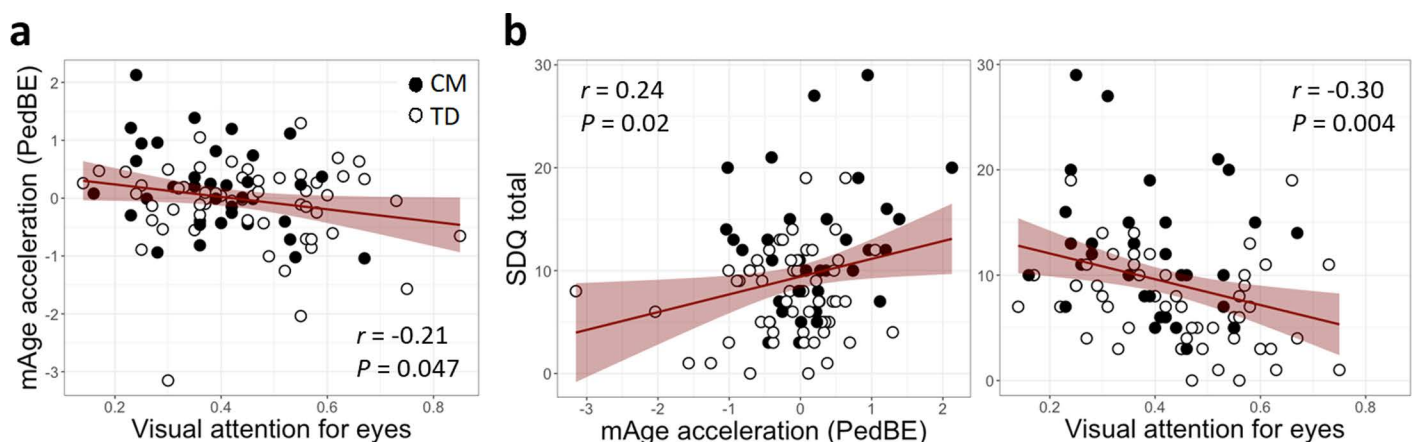 a
mAge acceleration (PedBE)
2
1
0
-1
-2
-3
CM
TD
r = -0.21
P = 0.047
0.2 0.4 0.6 0.8
Visual attention for eyes
b
SDQ total
30
20
10
0
r = 0.24
P = 0.02
-3 -2 -1 0 1 2
mAge acceleration (PedBE)
30
20
10
0
r = -0.30
P = 0.004
0.2 0.4 0.6 0.8
Visual attention for eyes